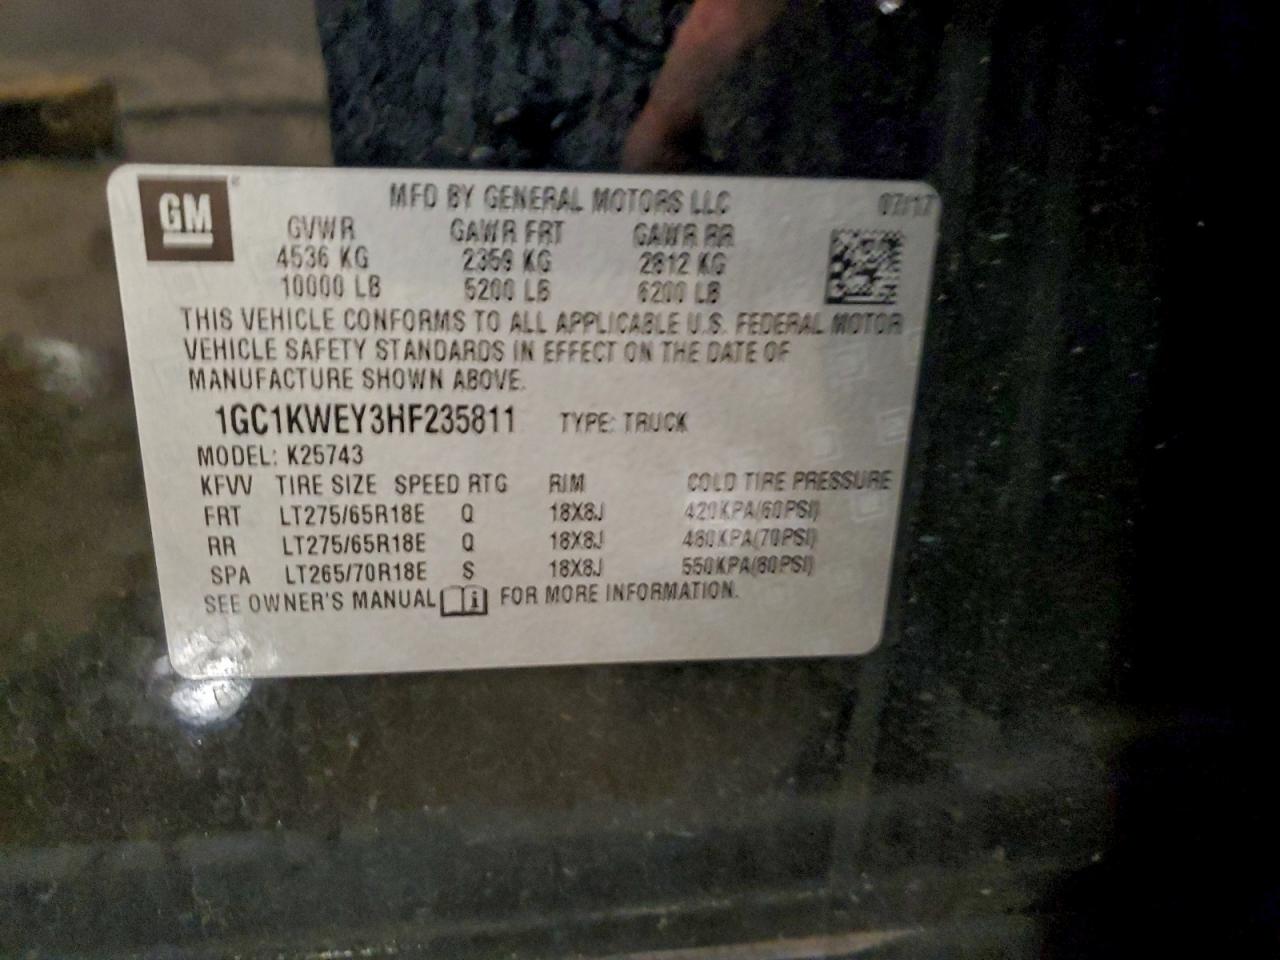 GM
MFD BY GENERAL MOTORS LLC 07/17
GVWR GAWR FRT GAWR RR
4536 KG 2359 KG 2812 KG
10000 LB 5200 LB 6200 LB
THIS VEHICLE CONFORMS TO ALL APPLICABLE U.S. FEDERAL MOTOR
VEHICLE SAFETY STANDARDS IN EFFECT ON THE DATE OF
MANUFACTURE SHOWN ABOVE.
1GC1KWEY3HF235811 TYPE: TRUCK
MODEL: K25743
KFVV TIRE SIZE SPEED RTG RIM COLD TIRE PRESSURE
FRT LT275/65R18E Q 18X8J 420KPA(60PSI)
RR LT275/65R18E Q 18X8J 480KPA(70PSI)
SPA LT265/70R18E S 18X8J 550KPA(80PSI)
SEE OWNER'S MANUAL i FOR MORE INFORMATION.